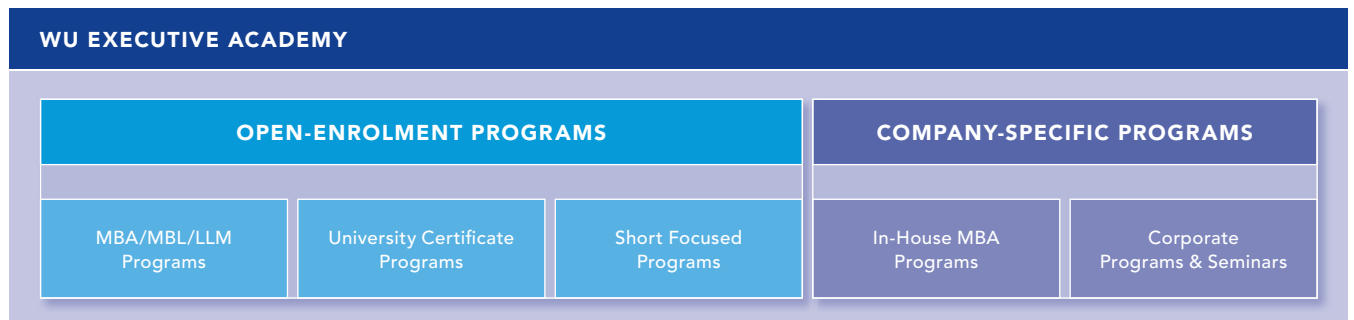 WU EXECUTIVE ACADEMY
OPEN-ENROLMENT PROGRAMS
COMPANY-SPECIFIC PROGRAMS
MBA/MBL/LLM
Programs
University Certificate
Programs
Short Focused
Programs
In-House MBA
Programs
Corporate
Programs & Seminars